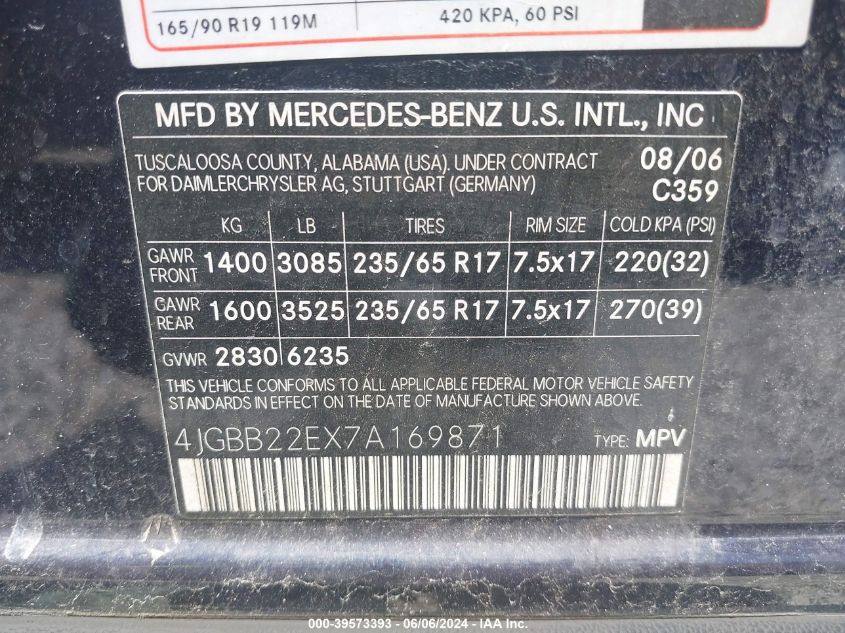 165/90 R19 119M 420 KPA, 60 PSI
MFD BY MERCEDES-BENZ U.S. INTL., INC
TUSCALOOSA COUNTY, ALABAMA (USA). UNDER CONTRACT 08/06
FOR DAIMLERCHRYSLER AG, STUTTGART (GERMANY) C359
KG LB TIRES RIM SIZE COLD KPA (PSI)
GAWR FRONT 1400 3085 235/65 R17 7.5x17 220(32)
GAWR REAR 1600 3525 235/65 R17 7.5x17 270(39)
GVWR 2830 6235
THIS VEHICLE CONFORMS TO ALL APPLICABLE FEDERAL MOTOR VEHICLE SAFETY
STANDARDS IN EFFECT ON THE DATE OF MANUFACTURE SHOWN ABOVE.
4JGBB22EX7A169871 TYPE: MPV
000-39573393 - 06/06/2024 - IAAI.com